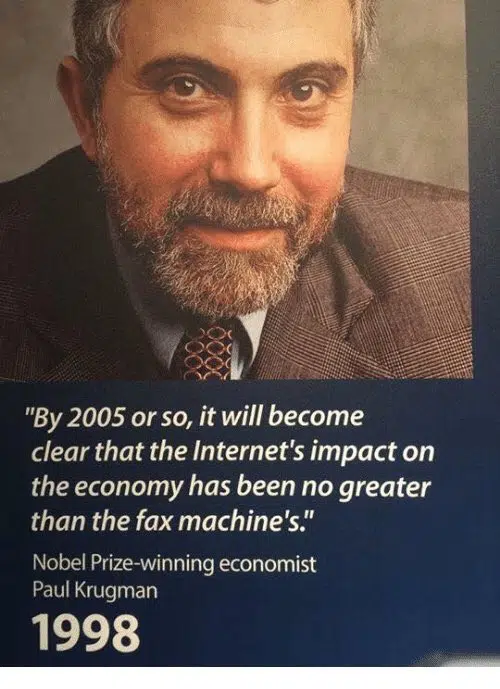 "By 2005 or so, it will become
clear that the Internet's impact on
the economy has been no greater
than the fax machine's."
Nobel Prize-winning economist
Paul Krugman
1998